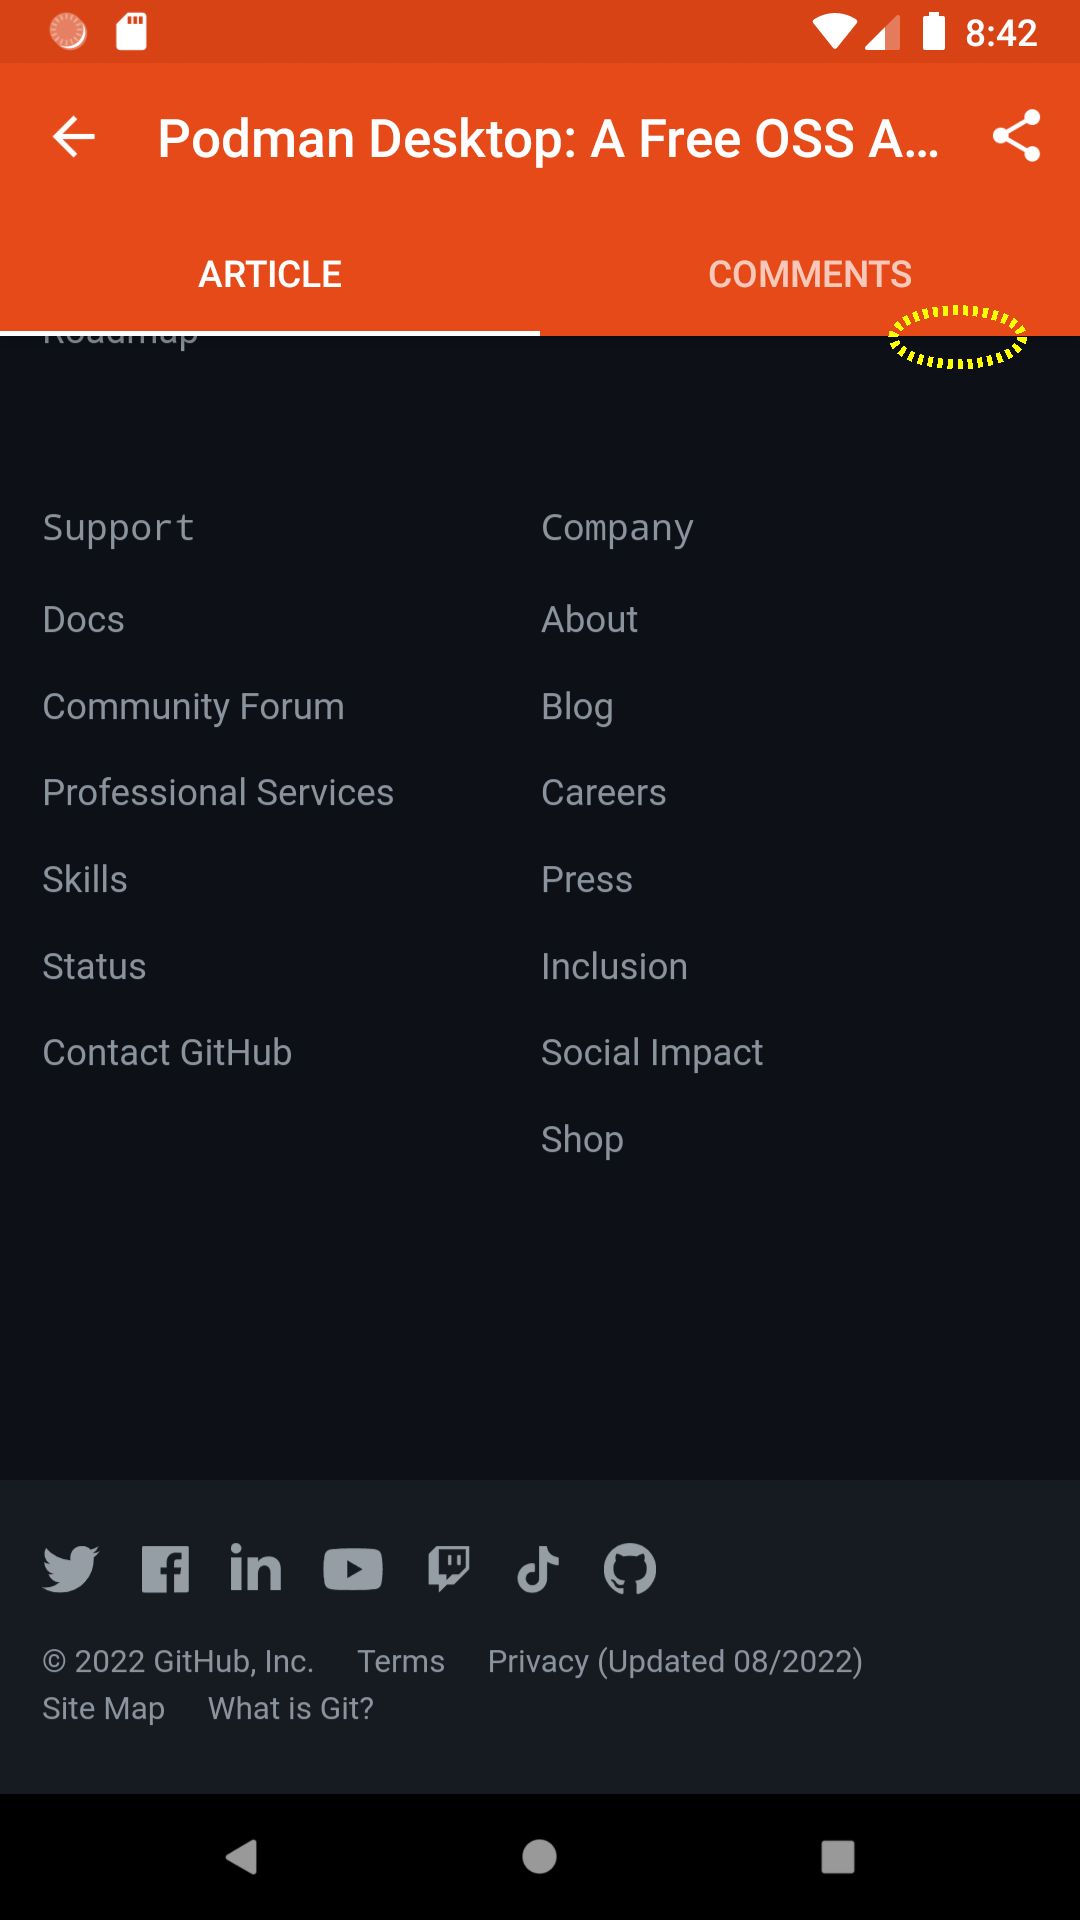 8:42
Podman Desktop: A Free OSS A...
ARTICLE
COMMENTS
Roadmap
Support
Docs
Community Forum
Professional Services
Skills
Status
Contact GitHub
Company
About
Blog
Careers
Press
Inclusion
Social Impact
Shop
© 2022 GitHub, Inc. Terms Privacy (Updated 08/2022)
Site Map What is Git?